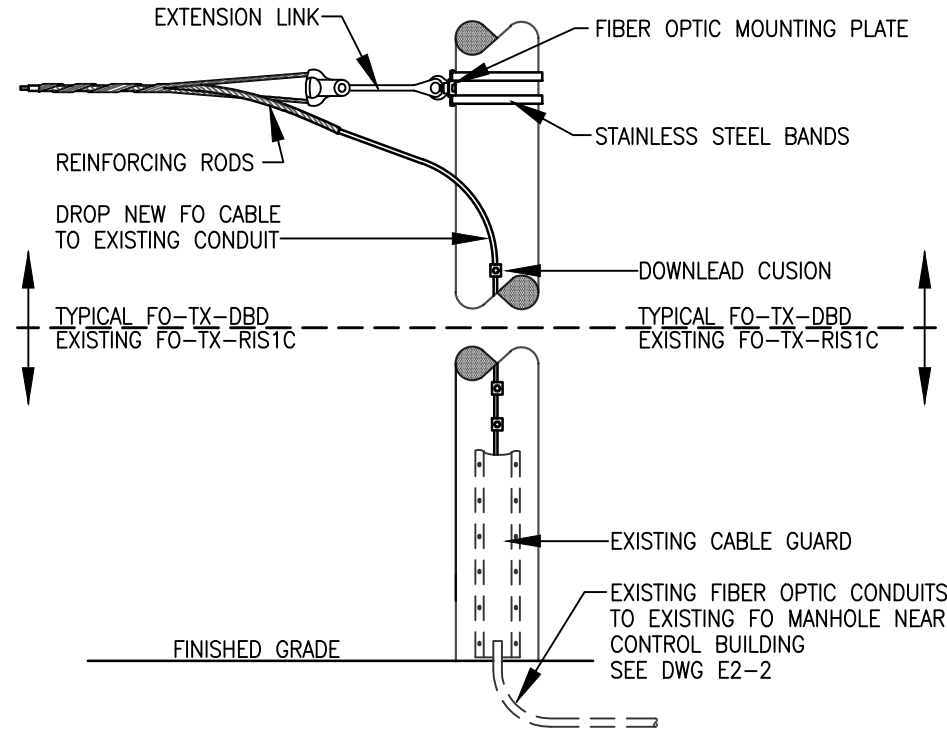 EXTENSION LINK
FIBER OPTIC MOUNTING PLATE
STAINLESS STEEL BANDS
REINFORCING RODS
DROP NEW FO CABLE
TO EXISTING CONDUIT
DOWNLEAD CUSION
TYPICAL FO-TX-DBD
EXISTING FO-TX-RIS1C
TYPICAL FO-TX-DBD
EXISTING FO-TX-RIS1C
EXISTING CABLE GUARD
EXISTING FIBER OPTIC CONDUITS
TO EXISTING FO MANHOLE NEAR
CONTROL BUILDING
SEE DWG E2-2
FINISHED GRADE